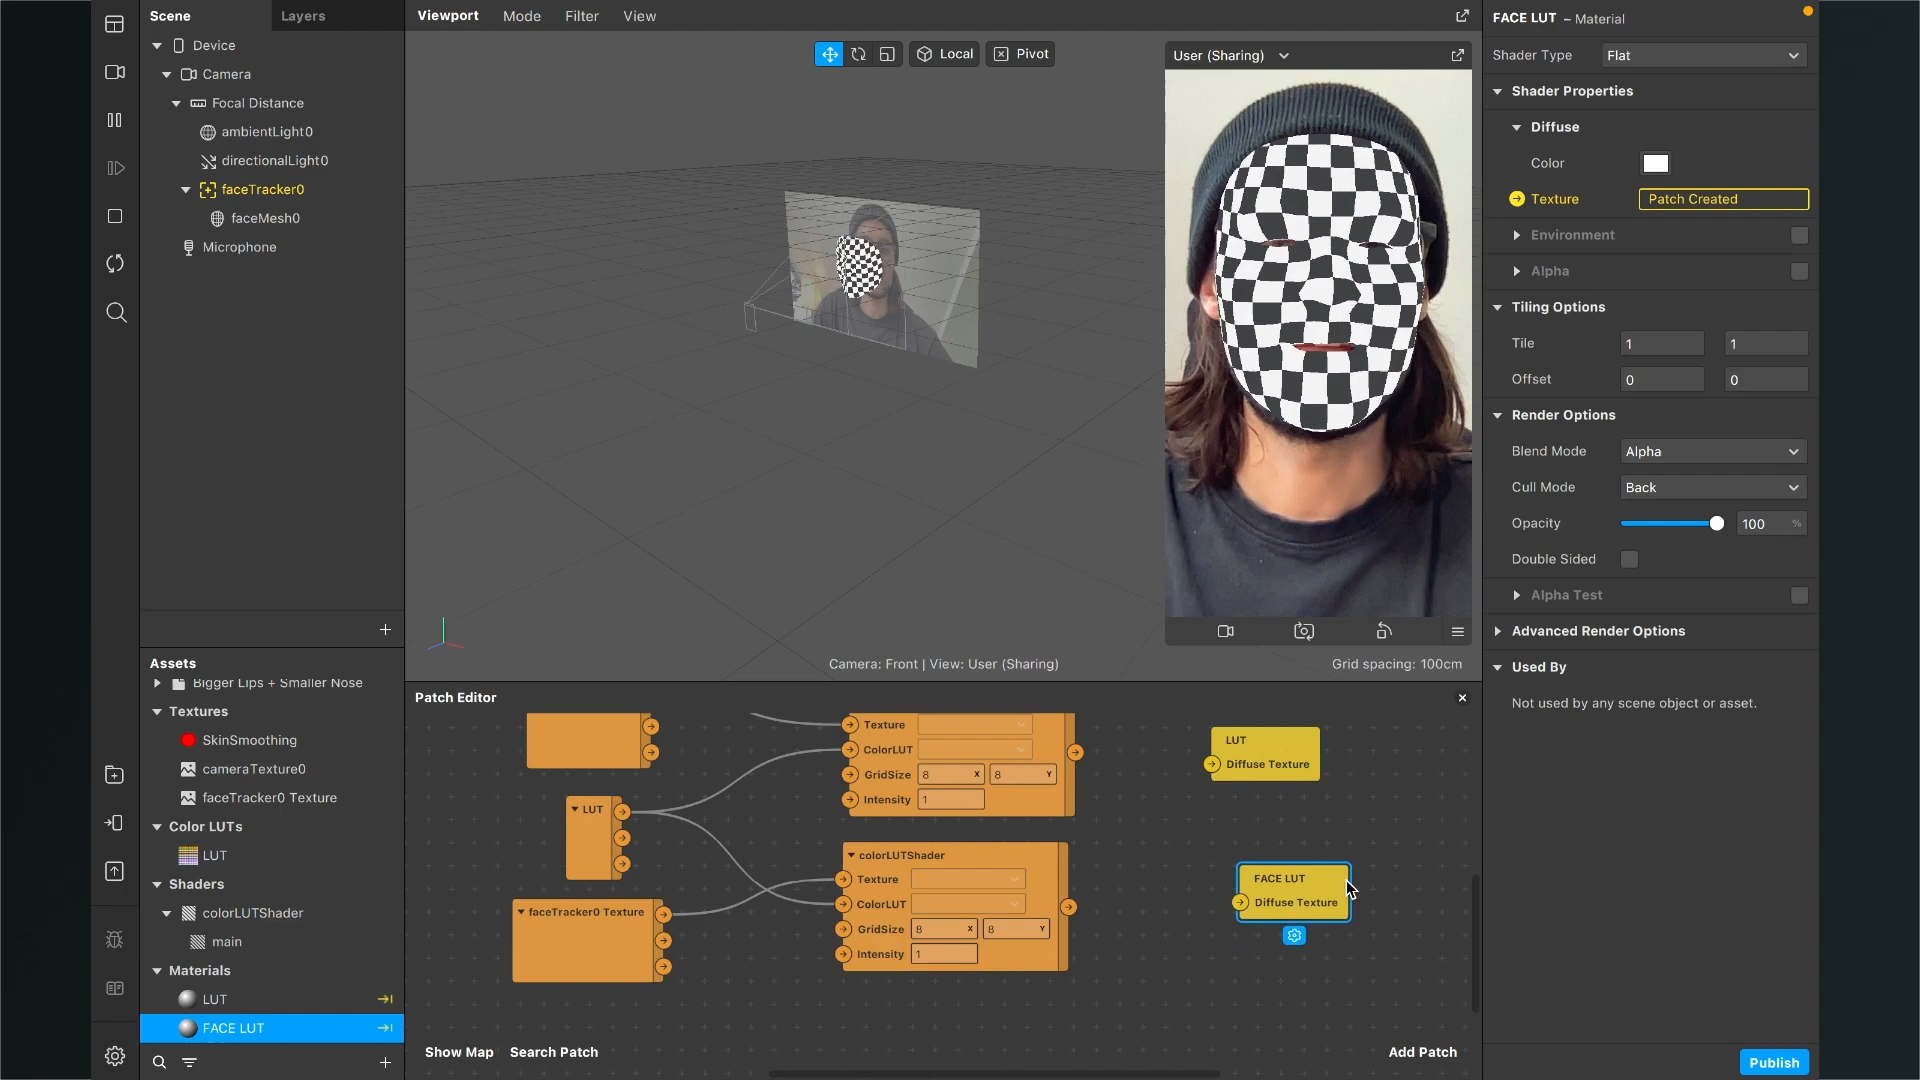 Scene
Layers
Device
Camera
Focal Distance
ambientLight0
directionalLight0
faceTracker0
faceMesh0
Microphone
Assets
Bigger Lips + Smaller Nose
Textures
SkinSmoothing
cameraTexture0
faceTracker0 Texture
Color LUTs
LUT
Shaders
colorLUTShader
main
Materials
LUT
FACE LUT
Viewport
Mode
Filter
View
Local
Pivot
User (Sharing)
Camera: Front | View: User (Sharing)
Grid spacing: 100cm
Patch Editor
LUT
faceTracker0 Texture
Texture
ColorLUT
GridSize 8 X 8 Y
Intensity 1
colorLUTShader
Texture
ColorLUT
GridSize 8 X 8 Y
Intensity 1
LUT
Diffuse Texture
FACE LUT
Diffuse Texture
Show Map
Search Patch
Add Patch
FACE LUT – Material
Shader Type Flat
Shader Properties
Diffuse
Color
Texture Patch Created
Environment
Alpha
Tiling Options
Tile 1 1
Offset 0 0
Render Options
Blend Mode Alpha
Cull Mode Back
Opacity 100 %
Double Sided
Alpha Test
Advanced Render Options
Used By
Not used by any scene object or asset.
Publish